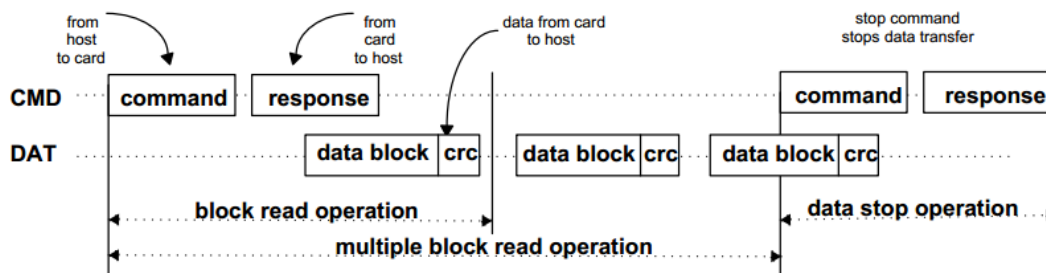 from
host
to card
from
card
to host
data from card
to host
stop command
stops data transfer
CMD
command
response
command
response
DAT
data block
crc
data block
crc
data block
crc
block read operation
data stop operation
multiple block read operation